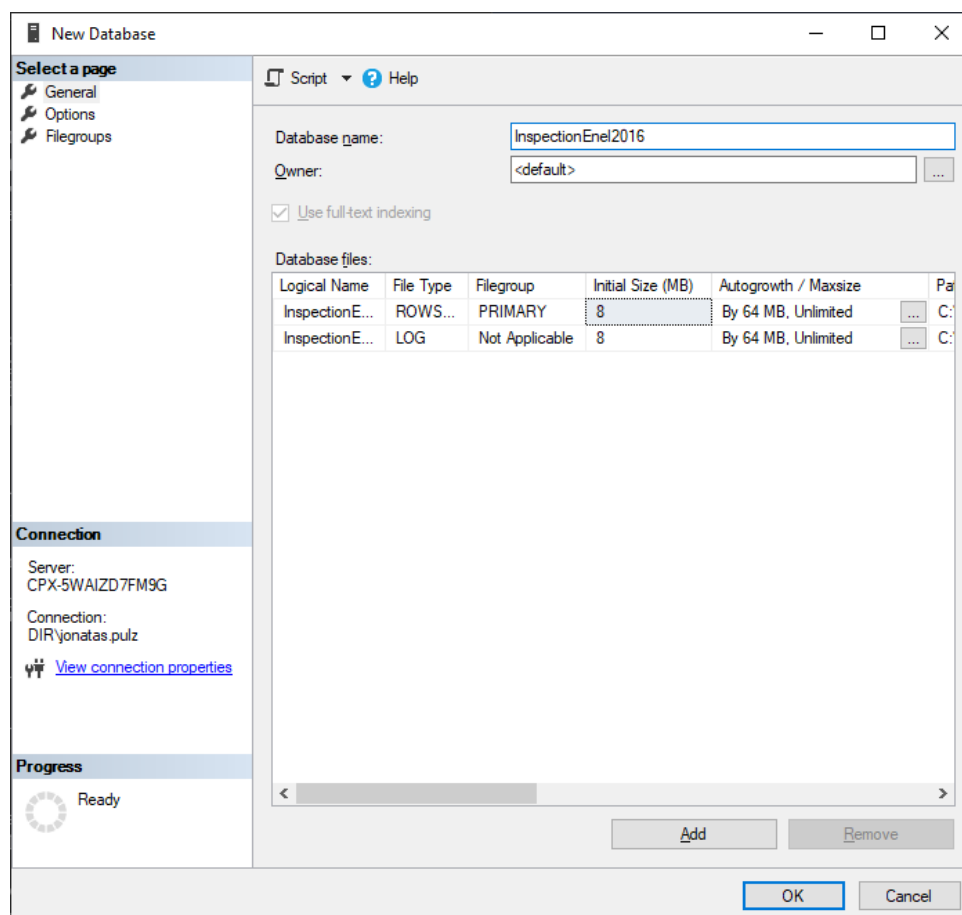 New Database
Select a page
General
Options
Filegroups
Script Help
Database name: InspectionEnel2016
Owner: <default> ...
Use full-text indexing
Database files:
Logical Name File Type Filegroup Initial Size (MB) Autogrowth / Maxsize Pa
InspectionE... ROWS... PRIMARY 8 By 64 MB, Unlimited ... C:\
InspectionE... LOG Not Applicable 8 By 64 MB, Unlimited ... C:\
Connection
Server:
CPX-5WAIZD7FM9G
Connection:
DIR\jonatas.pulz
View connection properties
Progress
Ready
Add Remove
OK Cancel